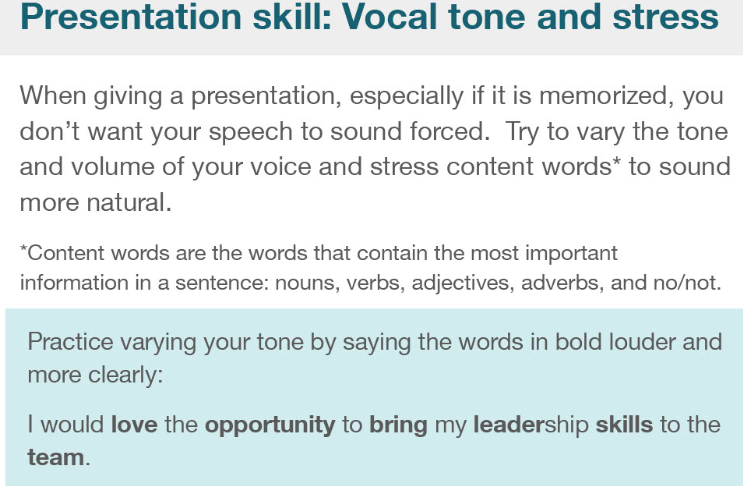 Presentation skill: Vocal tone and stress
When giving a presentation, especially if it is memorized, you
don’t want your speech to sound forced.  Try to vary the tone
and volume of your voice and stress content words* to sound
more natural.
*Content words are the words that contain the most important
information in a sentence: nouns, verbs, adjectives, adverbs, and no/not.
Practice varying your tone by saying the words in bold louder and
more clearly:
I would love the opportunity to bring my leadership skills to the
team.